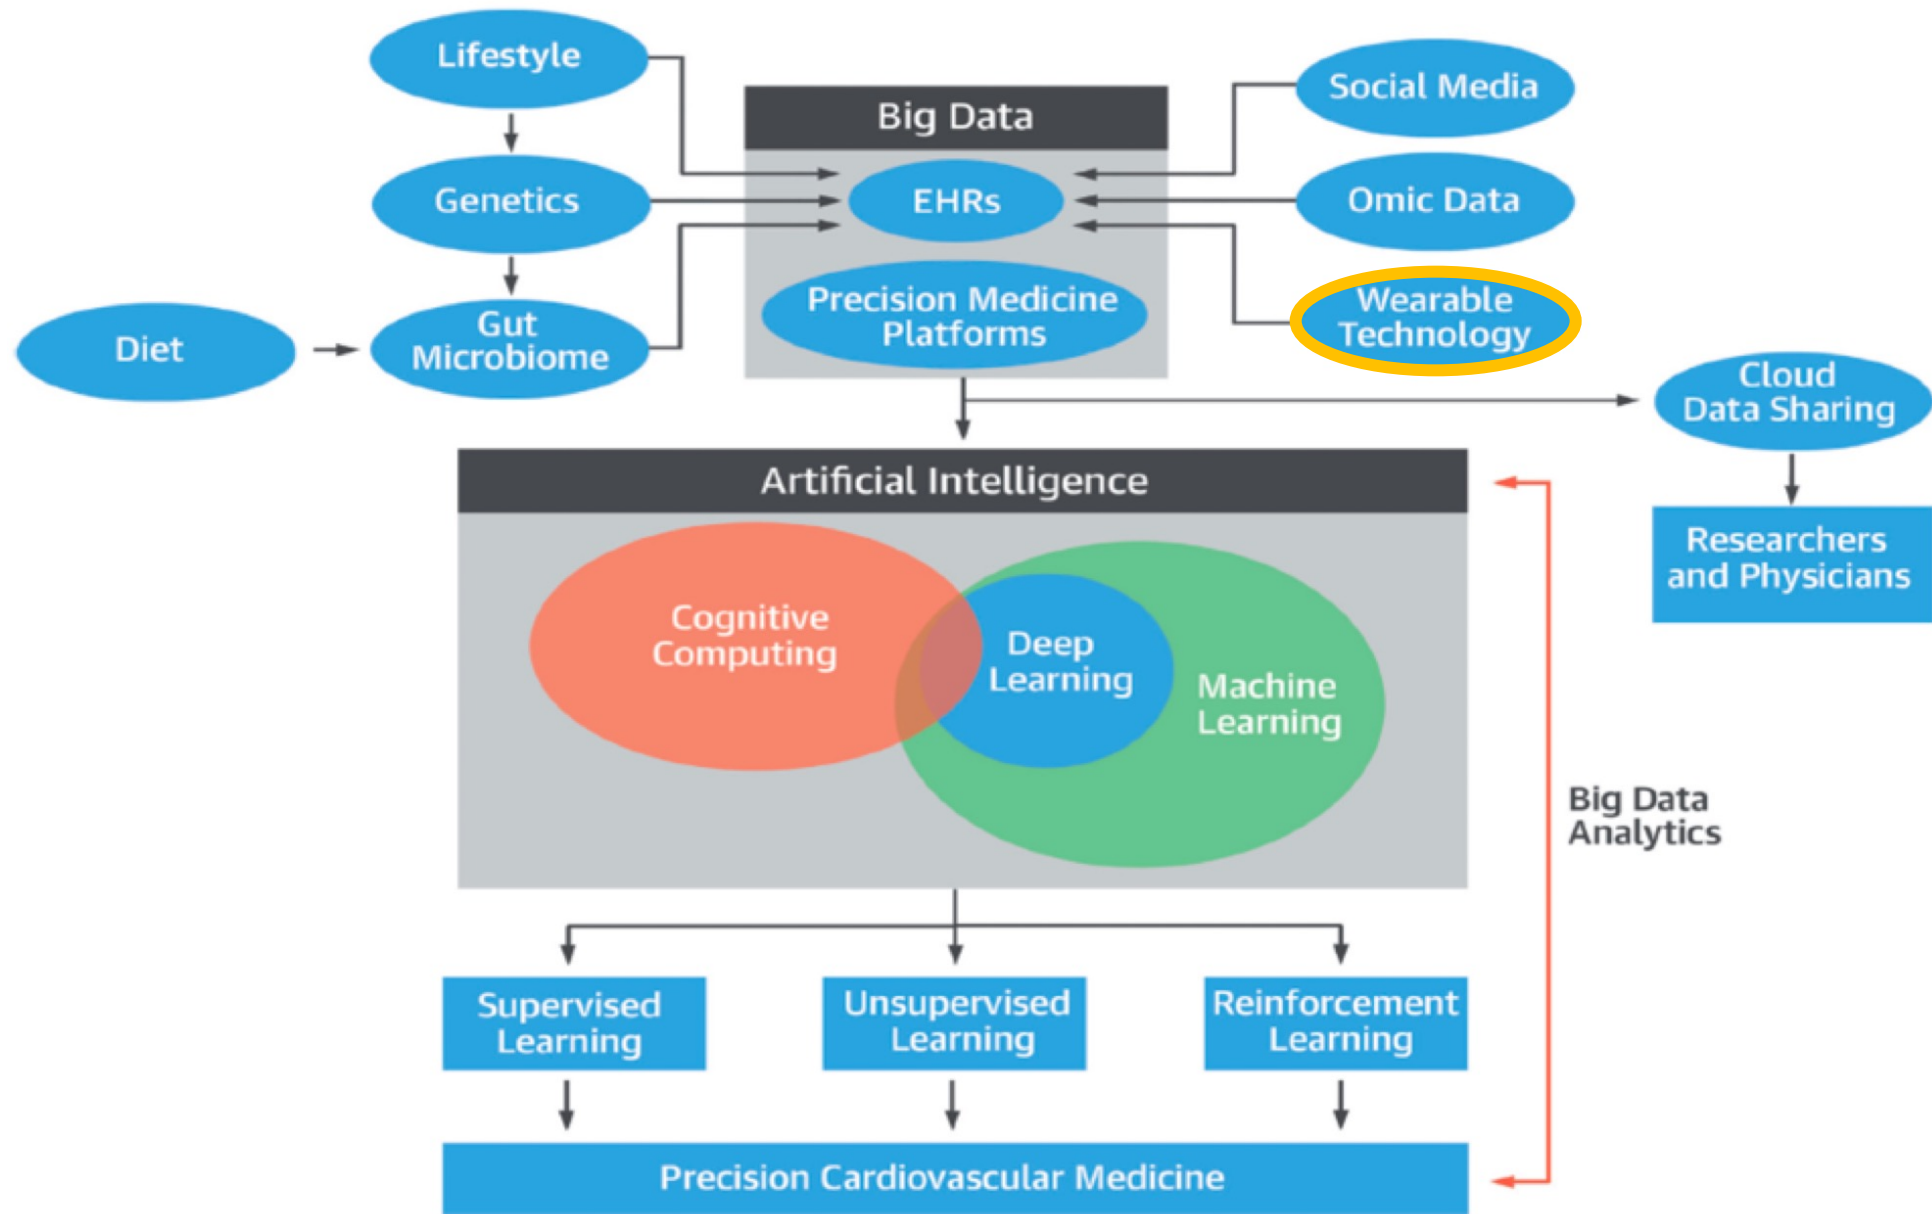 Lifestyle
Social Media
Big Data
Genetics
EHRs
Omic Data
Diet
Gut
Microbiome
Precision Medicine
Platforms
Wearable
Technology
Cloud
Data Sharing
Artificial Intelligence
Researchers
and Physicians
Cognitive
Computing
Deep
Learning
Machine
Learning
Big Data
Analytics
Supervised
Learning
Unsupervised
Learning
Reinforcement
Learning
Precision Cardiovascular Medicine